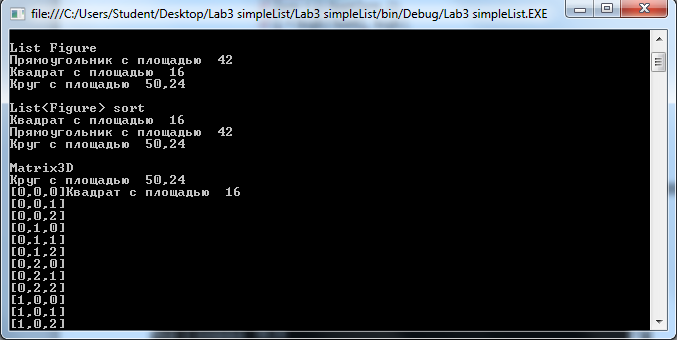 file:///C:/Users/Student/Desktop/Lab3 simpleList/Lab3 simpleList/bin/Debug/Lab3 simpleList.EXE
List Figure
Прямоугольник с площадью 42
Квадрат с площадью 16
Круг с площадью 50,24
List<Figure> sort
Квадрат с площадью 16
Прямоугольник с площадью 42
Круг с площадью 50,24
Matrix3D
Круг с площадью 50,24
[0,0,0]Квадрат с площадью 16
[0,0,1]
[0,0,2]
[0,1,0]
[0,1,1]
[0,1,2]
[0,2,0]
[0,2,1]
[0,2,2]
[1,0,0]
[1,0,1]
[1,0,2]